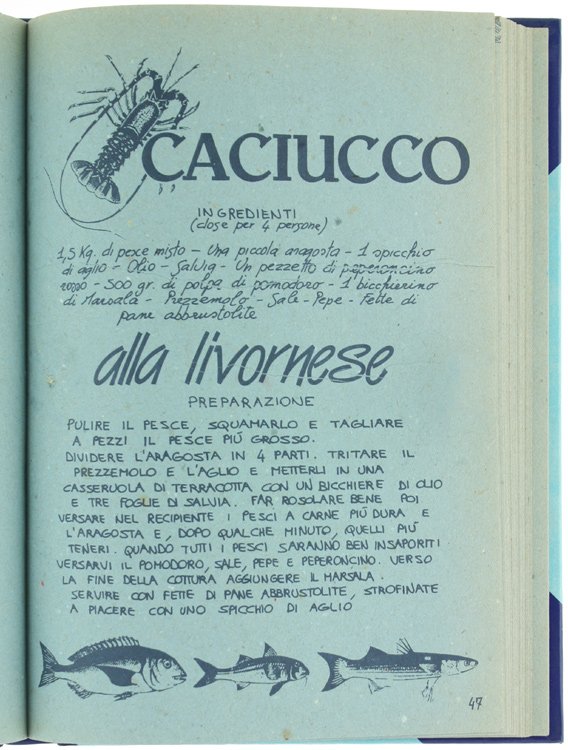 CACIUCCO
INGREDIENTI
(dose per 4 persone)
1,5 Kg. di pesce misto - Una piccola aragosta - 1 spicchio
di aglio - Olio - Salvia - Un pezzetto di peperoncino
rosso - 500 gr. di polpa di pomodoro - 1 bicchierino
di Marsala - Prezzemolo - Sale - Pepe - Fette di
pane abbrustolite
alla livornese
PREPARAZIONE
PULIRE IL PESCE, SQUAMARLO E TAGLIARE
A PEZZI IL PESCE PIÚ GROSSO.
DIVIDERE L'ARAGOSTA IN 4 PARTI. TRITARE IL
PREZZEMOLO E L'AGLIO E METTERLI IN UNA
CASSERUOLA DI TERRACOTTA CON UN BICCHIERE DI OLIO
E TRE FOGLIE DI SALVIA. FAR ROSOLARE BENE POI
VERSARE NEL RECIPIENTE I PESCI A CARNE PIÚ DURA E
L'ARAGOSTA E, DOPO QUALCHE MINUTO, QUELLI PIÚ
TENERI. QUANDO TUTTI I PESCI SARANNO BEN INSAPORITI
VERSARVI IL POMODORO, SALE, PEPE E PEPERONCINO. VERSO
LA FINE DELLA COTTURA AGGIUNGERE IL MARSALA.
SERVIRE CON FETTE DI PANE ABBRUSTOLITE, STROFINATE
A PIACERE CON UNO SPICCHIO DI AGLIO
47